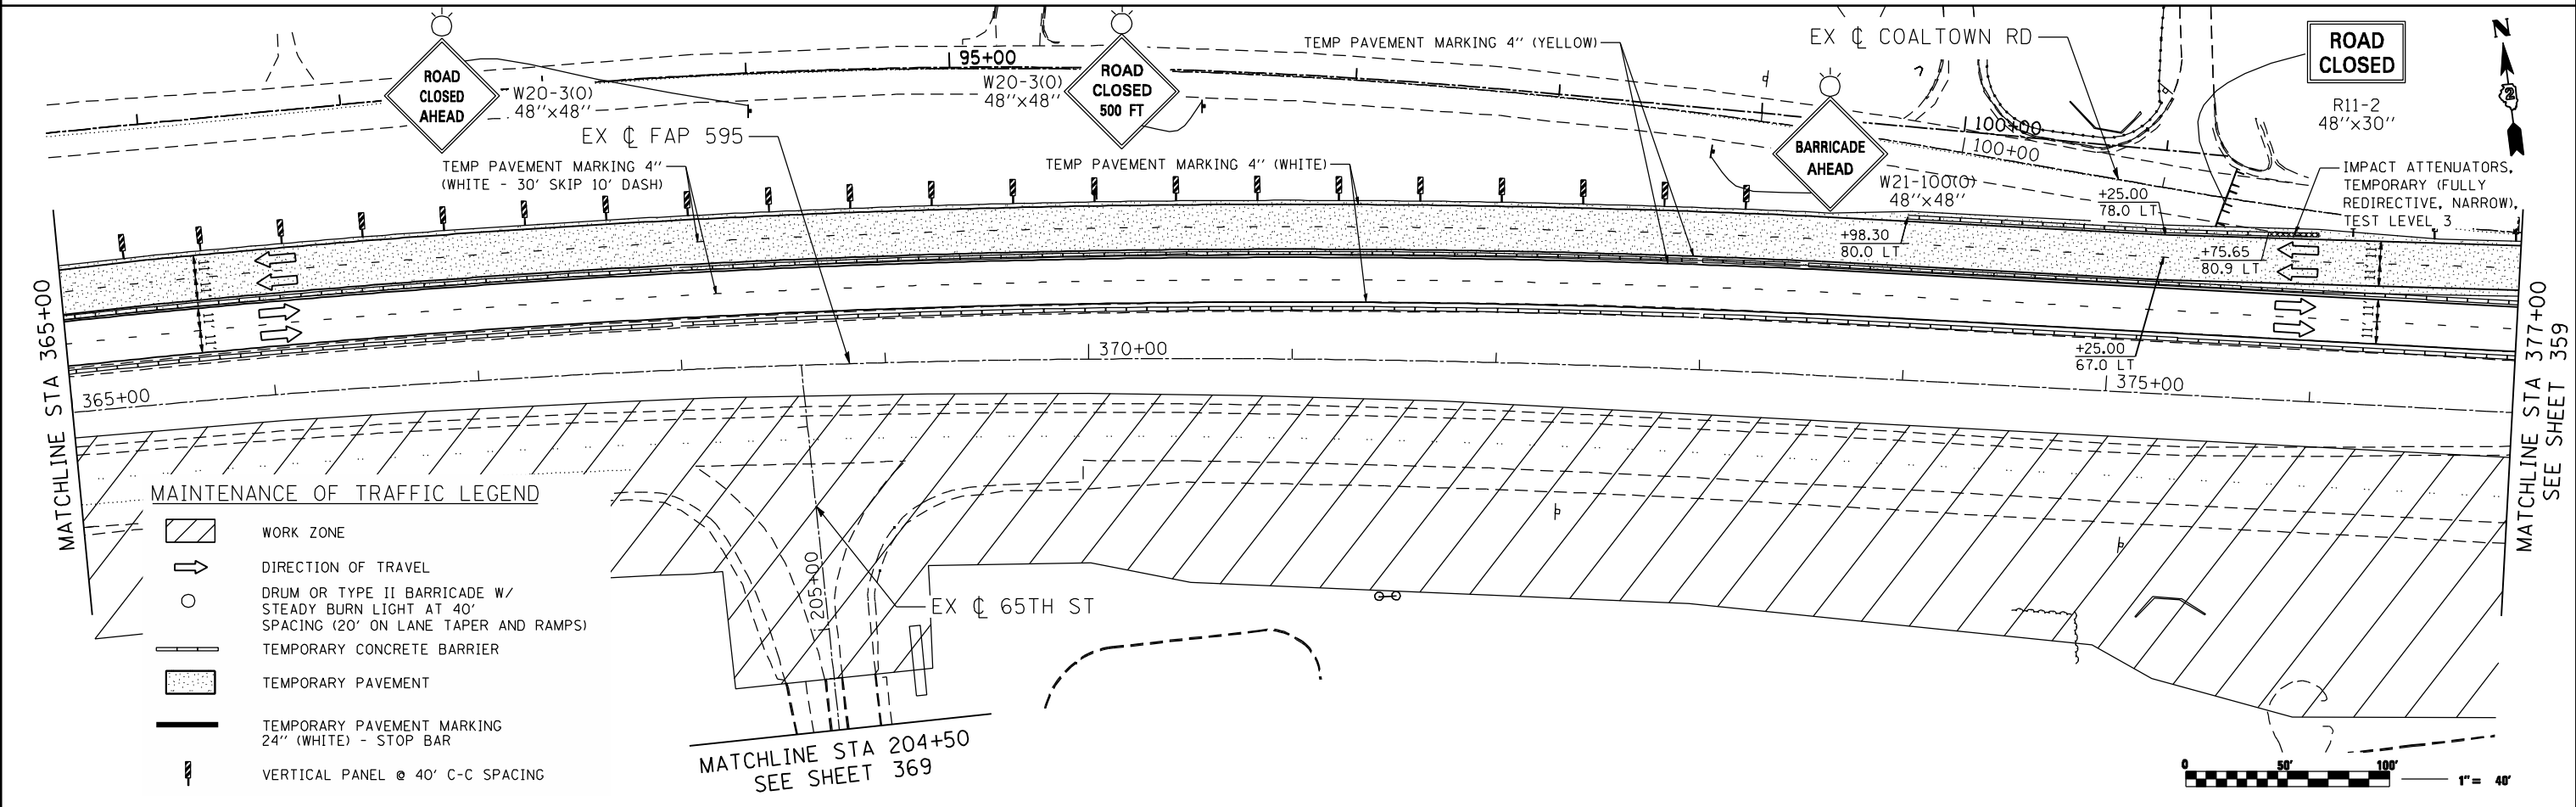 ROAD
CLOSED
AHEAD
W20-3(O)
48"x48"
95+00
W20-3(O)
48"x48"
ROAD
CLOSED
500 FT
TEMP PAVEMENT MARKING 4" (YELLOW)
EX ℄ COALTOWN RD
ROAD
CLOSED
R11-2
48"x30"
N
2
EX ℄ FAP 595
TEMP PAVEMENT MARKING 4"
(WHITE - 30' SKIP 10' DASH)
TEMP PAVEMENT MARKING 4" (WHITE)
BARRICADE
AHEAD
W21-100(O)
48"x48"
100+00
100+00
IMPACT ATTENUATORS,
TEMPORARY (FULLY
REDIRECTIVE, NARROW),
TEST LEVEL 3
+25.00
78.0 LT
+98.30
80.0 LT
+75.65
80.9 LT
11' 11'
11' 11'
11' 11'
11' 11'
+25.00
67.0 LT
MATCHLINE STA 365+00
365+00
370+00
375+00
MATCHLINE STA 377+00
SEE SHEET 359
MAINTENANCE OF TRAFFIC LEGEND
WORK ZONE
DIRECTION OF TRAVEL
DRUM OR TYPE II BARRICADE W/
STEADY BURN LIGHT AT 40'
SPACING (20' ON LANE TAPER AND RAMPS)
TEMPORARY CONCRETE BARRIER
TEMPORARY PAVEMENT
TEMPORARY PAVEMENT MARKING
24" (WHITE) - STOP BAR
VERTICAL PANEL @ 40' C-C SPACING
205+00
EX ℄ 65TH ST
MATCHLINE STA 204+50
SEE SHEET 369
0 50' 100'
1" = 40'